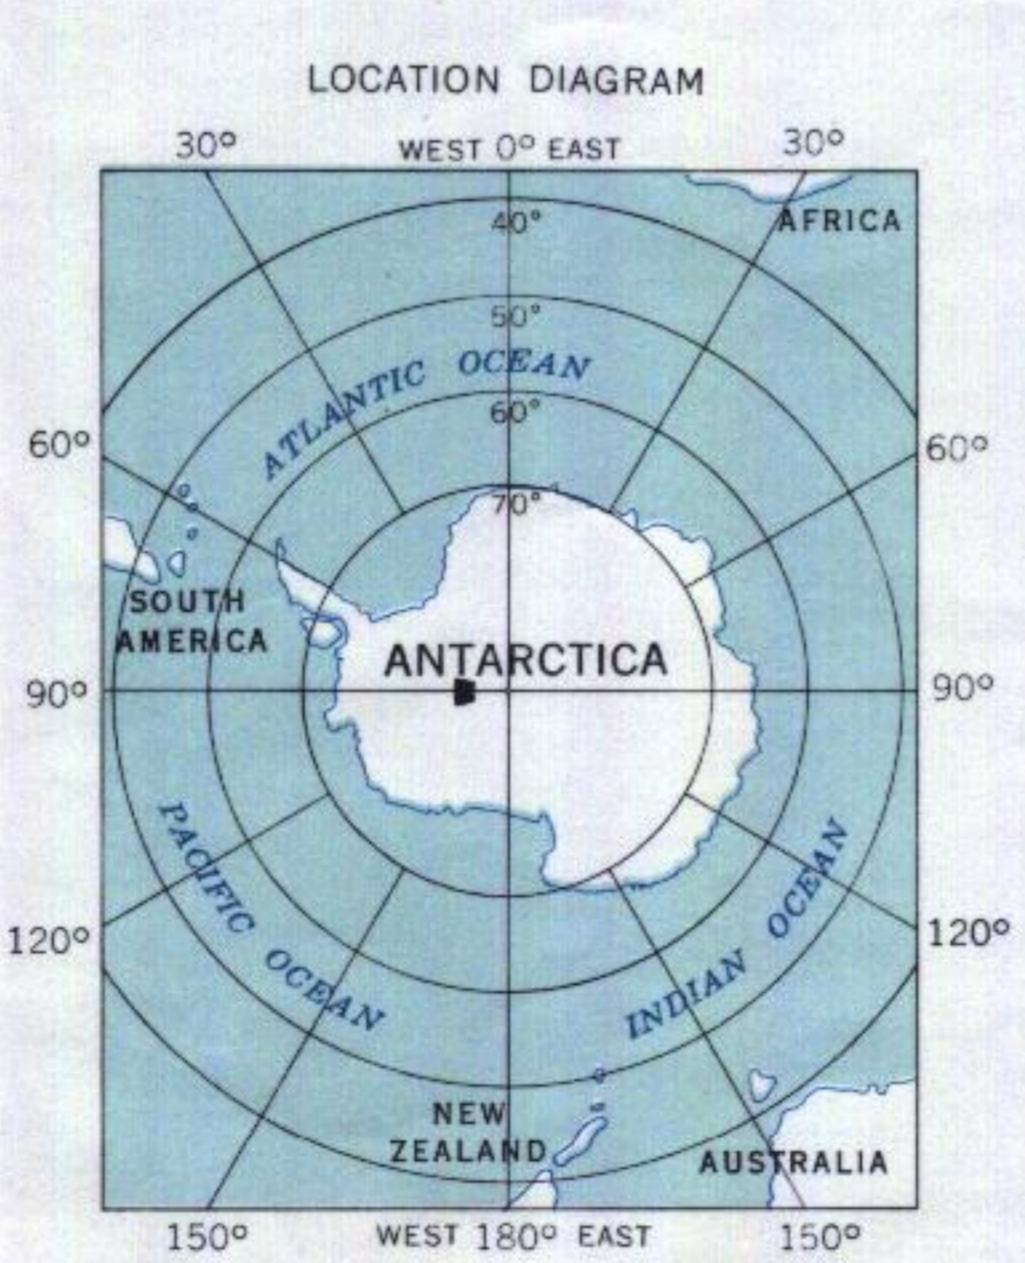 LOCATION DIAGRAM
30° WEST 0° EAST 30°
AFRICA
40°
50°
ATLANTIC OCEAN
60°
60° 60°
70°
SOUTH
AMERICA
ANTARCTICA
90° 90°
PACIFIC OCEAN
INDIAN OCEAN
120° 120°
NEW
ZEALAND
AUSTRALIA
150° WEST 180° EAST 150°